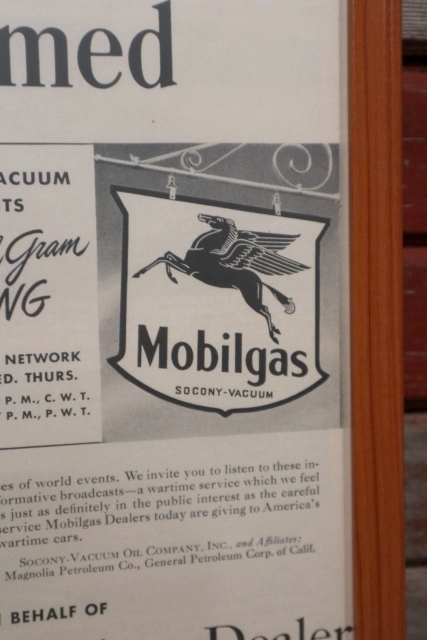 med
ACUUM
TS
Gram
NG
NETWORK
ED. THURS.
P. M., C. W. T.
P. M., P. W. T.
Mobilgas
SOCONY-VACUUM
es of world events. We invite you to listen to these in-
formative broadcasts—a wartime service which we feel
s just as definitely in the public interest as the careful
service Mobilgas Dealers today are giving to America's
wartime cars.
SOCONY-VACUUM OIL COMPANY, INC., and Affiliates:
Magnolia Petroleum Co., General Petroleum Corp. of Calif.
BEHALF OF
Dealer